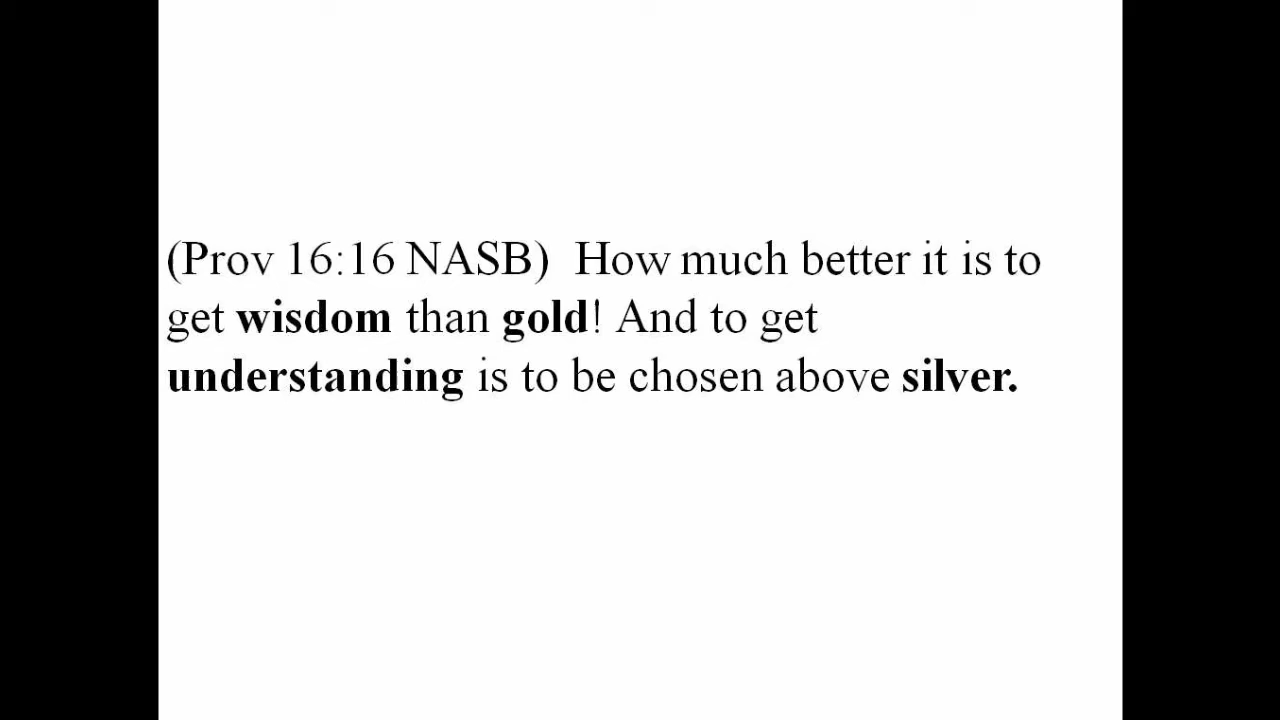 (Prov 16:16 NASB)  How much better it is to
get wisdom than gold! And to get
understanding is to be chosen above silver.